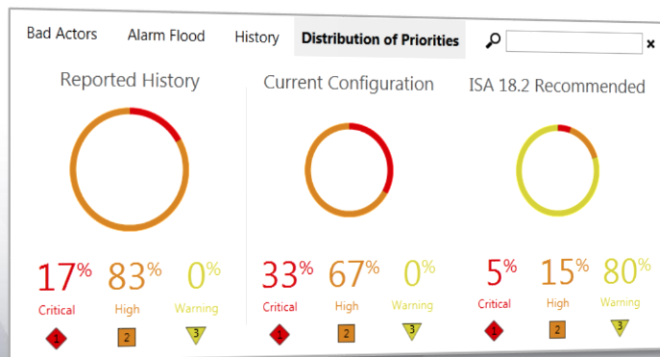 Bad Actors Alarm Flood History Distribution of Priorities
Reported History Current Configuration ISA 18.2 Recommended
17% 83% 0% 33% 67% 0% 5% 15% 80%
Critical High Warning Critical High Warning Critical High Warning
1 2 3 1 2 3 1 2 3